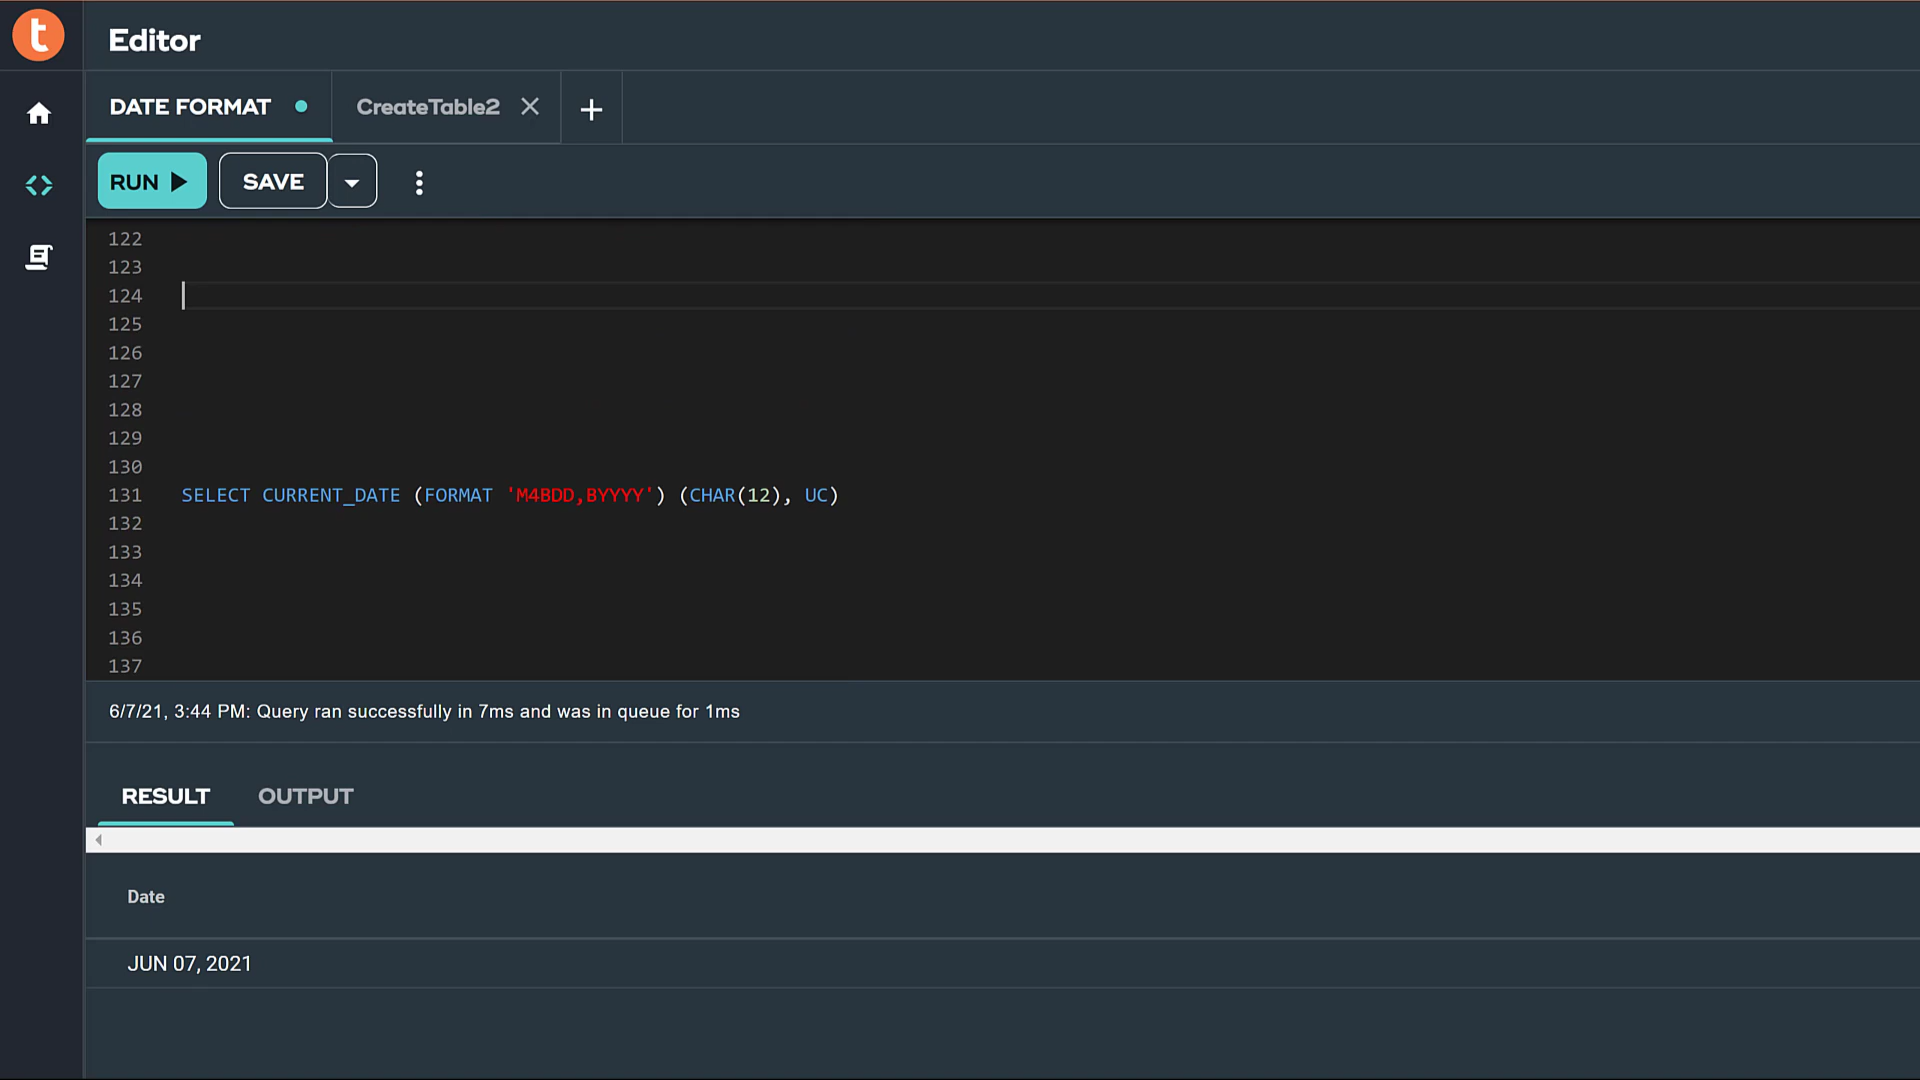 t
Editor
DATE FORMAT
CreateTable2
RUN
SAVE
122
123
124
125
126
127
128
129
130
131 SELECT CURRENT_DATE (FORMAT 'M4BDD,BYYYY') (CHAR(12), UC)
132
133
134
135
136
137
6/7/21, 3:44 PM: Query ran successfully in 7ms and was in queue for 1ms
RESULT OUTPUT
Date
JUN 07, 2021